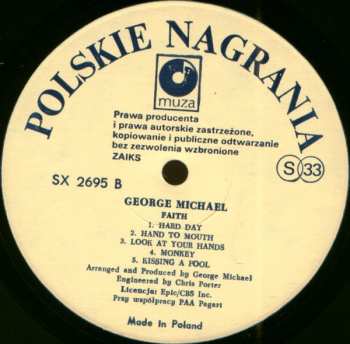 POLSKIE NAGRANIA
muza
Prawa producenta
i prawa autorskie zastrzeżone,
kopiowanie i publiczne odtwarzanie
bez zezwolenia wzbronione
ZAIKS
S 33
SX 2695 B
GEORGE MICHAEL
FAITH
1. HARD DAY
2. HAND TO MOUTH
3. LOOK AT YOUR HANDS
4. MONKEY
5. KISSING A FOOL
Arranged and Produced by George Michael
Engineered by Chris Porter
Licencja: Epic/CBS Inc.
Przy współpracy PAA Pagart
Made in Poland